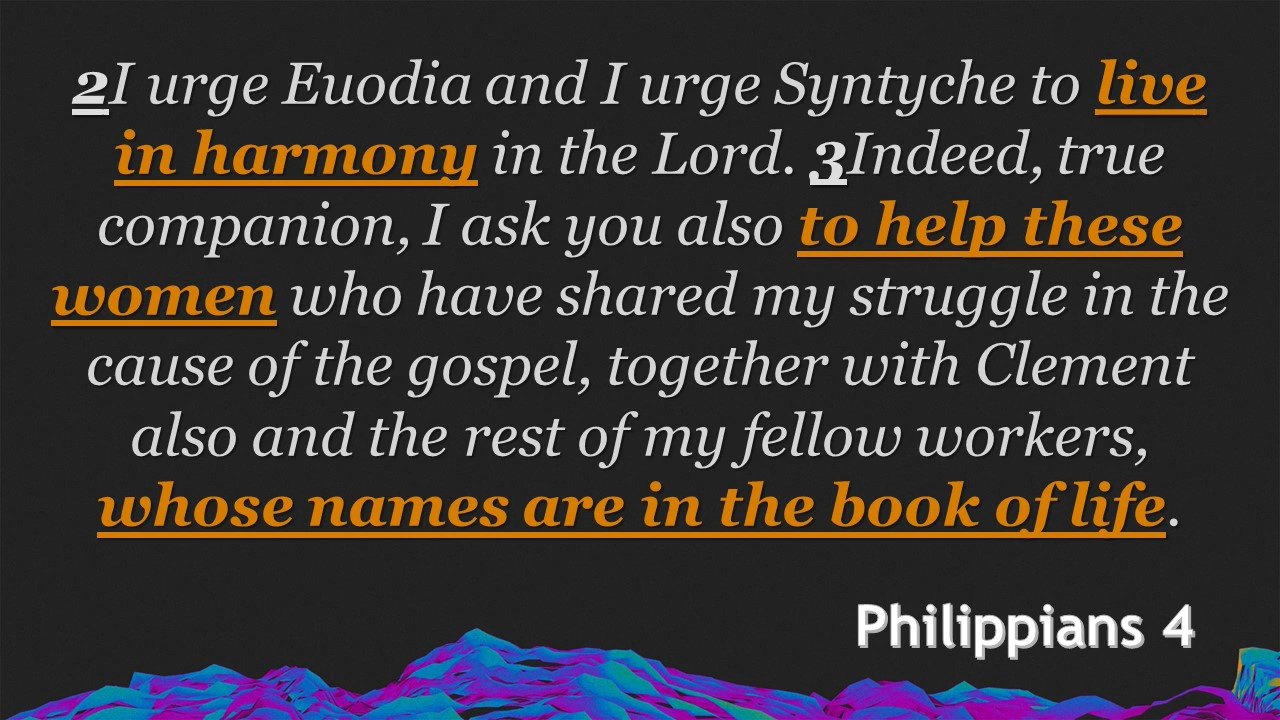 2I urge Euodia and I urge Syntyche to live
in harmony in the Lord. 3Indeed, true
companion, I ask you also to help these
women who have shared my struggle in the
cause of the gospel, together with Clement
also and the rest of my fellow workers,
whose names are in the book of life.
Philippians 4